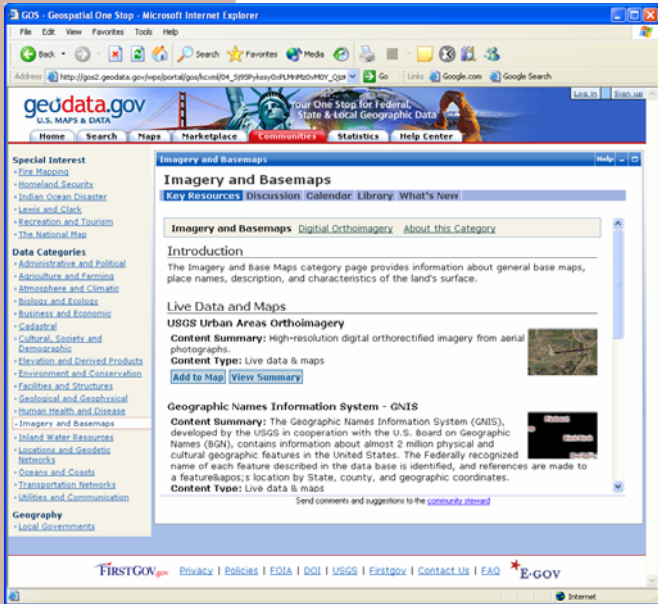 GOS - Geospatial One Stop - Microsoft Internet Explorer
File Edit View Favorites Tools Help
Back Search Favorites Media
Address Go Links Google.com Google Search
geodata.gov
U.S. MAPS & DATA
Your One Stop for Federal,
State & Local Geographic Data
Log in Sign up
Home Search Maps Marketplace Communities Statistics Help Center
Special Interest
Fire Mapping
Homeland Security
Indian Ocean Disaster
Lewis and Clark
Recreation and Tourism
The National Map
Data Categories
Administrative and Political
Agriculture and Farming
Atmosphere and Climatic
Biology and Ecology
Business and Economic
Cadastral
Cultural, Society and
Demographic
Elevation and Derived Products
Environment and Conservation
Facilities and Structures
Geological and Geophysical
Human Health and Disease
Imagery and Basemaps
Inland Water Resources
Locations and Geodetic
Networks
Oceans and Coasts
Transportation Networks
Utilities and Communication
Geography
Local Governments
Imagery and Basemaps Help
Imagery and Basemaps
Key Resources Discussion Calendar Library What's New
Imagery and Basemaps Digitial Orthoimagery About this Category
Introduction
The Imagery and Base Maps category page provides information about general base maps,
place names, description, and characteristics of the land's surface.
Live Data and Maps
USGS Urban Areas Orthoimagery
Content Summary: High-resolution digital orthorectified imagery from aerial
photographs.
Content Type: Live data & maps
Add to Map View Summary
Geographic Names Information System - GNIS
Content Summary: The Geographic Names Information System (GNIS),
developed by the USGS in cooperation with the U.S. Board on Geographic
Names (BGN), contains information about almost 2 million physical and
cultural geographic features in the United States. The Federally recognized
name of each feature described in the data base is identified, and references are made to
a feature&apos;s location by State, county, and geographic coordinates.
Content Type: Live data & maps
Send comments and suggestions to the community steward
FIRSTGOV.gov Privacy | Policies | FOIA | DOI | USGS | Firstgov | Contact Us | FAQ E-GOV
Internet